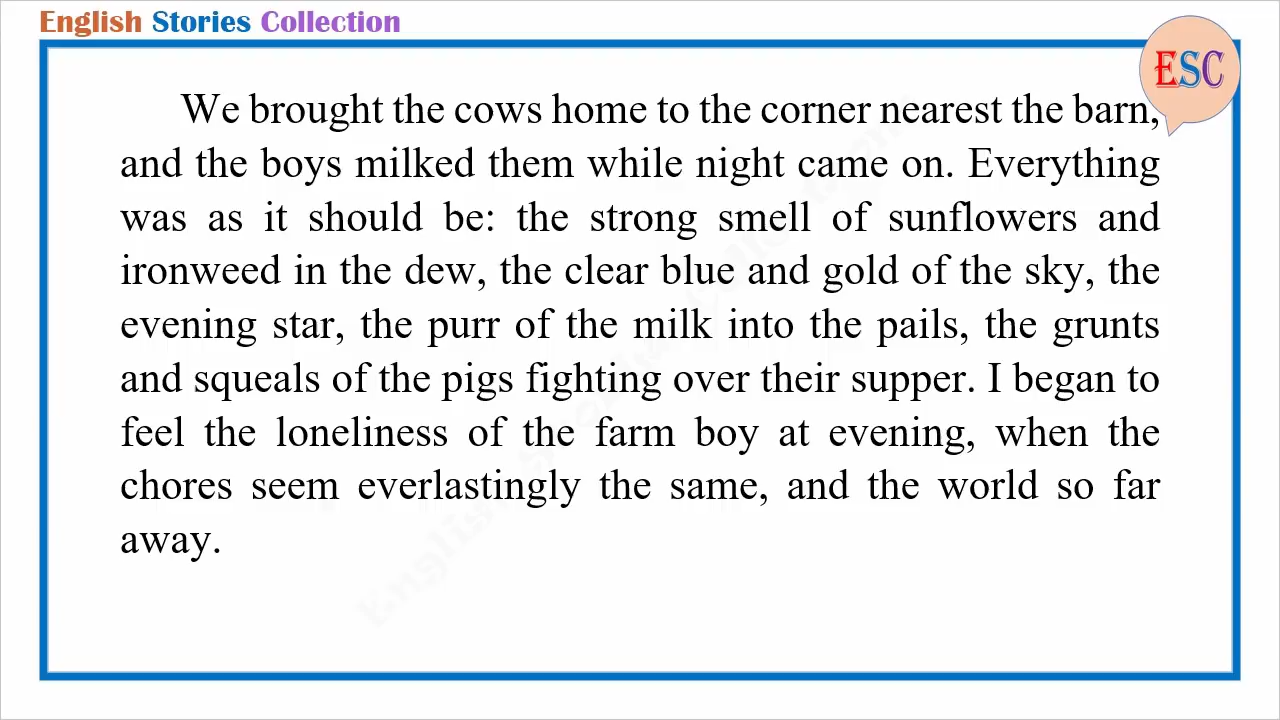 English Stories Collection
ESC
We brought the cows home to the corner nearest the barn,
and the boys milked them while night came on. Everything
was as it should be: the strong smell of sunflowers and
ironweed in the dew, the clear blue and gold of the sky, the
evening star, the purr of the milk into the pails, the grunts
and squeals of the pigs fighting over their supper. I began to
feel the loneliness of the farm boy at evening, when the
chores seem everlastingly the same, and the world so far
away.